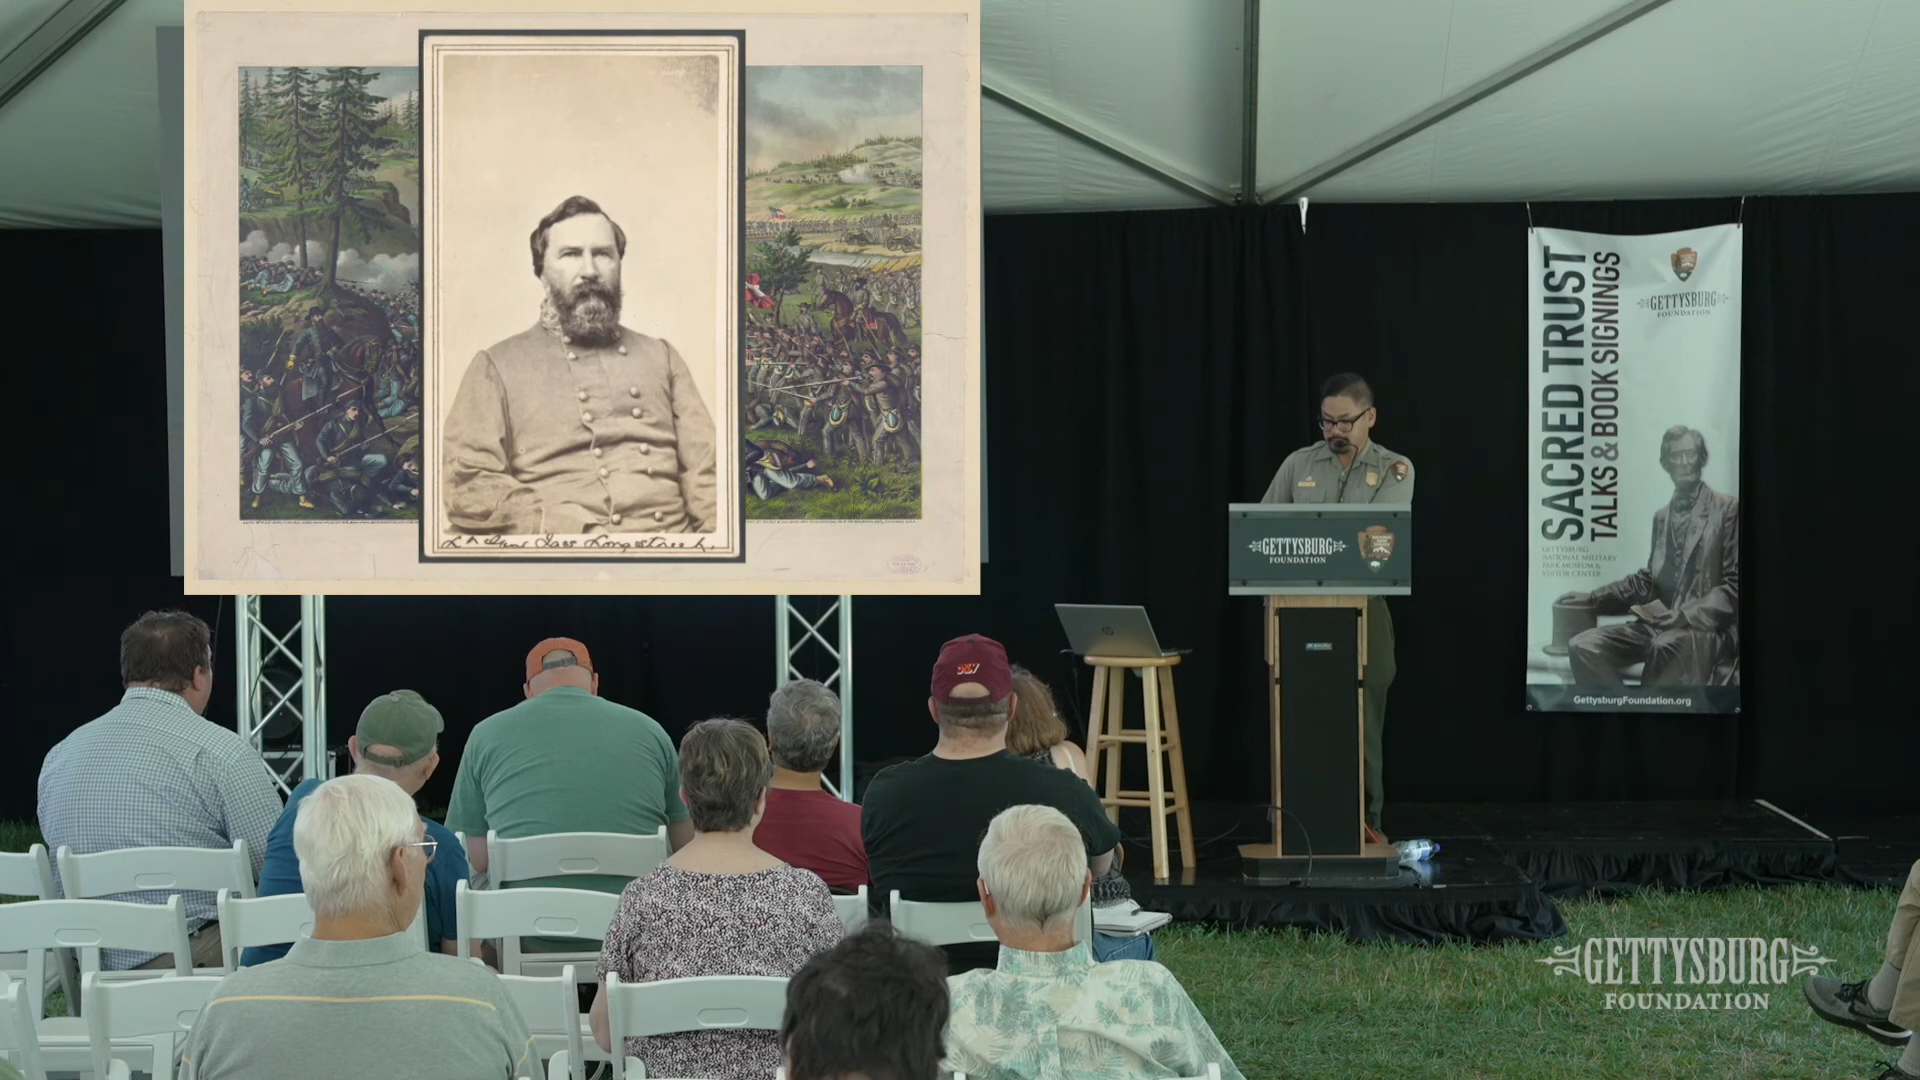 Lt Genl Jas Longstreet.
SACRED TRUST
TALKS & BOOK SIGNINGS
GETTYSBURG
FOUNDATION
GETTYSBURG
NATIONAL MILITARY
PARK MUSEUM &
VISITOR CENTER
GettysburgFoundation.org
GETTYSBURG
FOUNDATION
GETTYSBURG
FOUNDATION